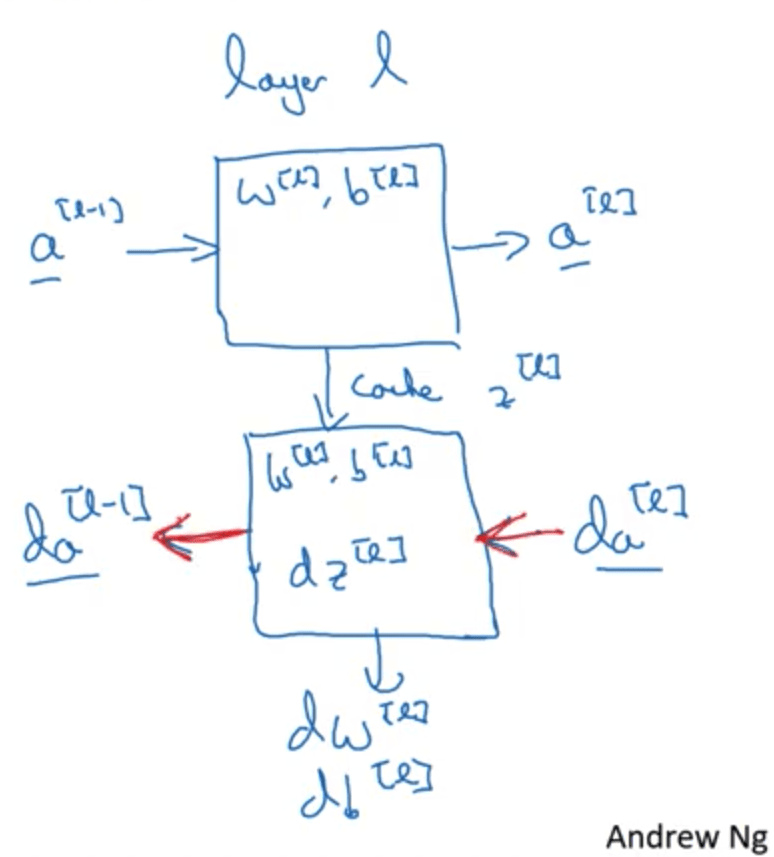 layer l
w[l], b[l]
a[l-1]
a[l]
cache z[l]
w[l], b[l]
da[l-1]
dz[l]
da[l]
dw[l]
db[l]
Andrew Ng